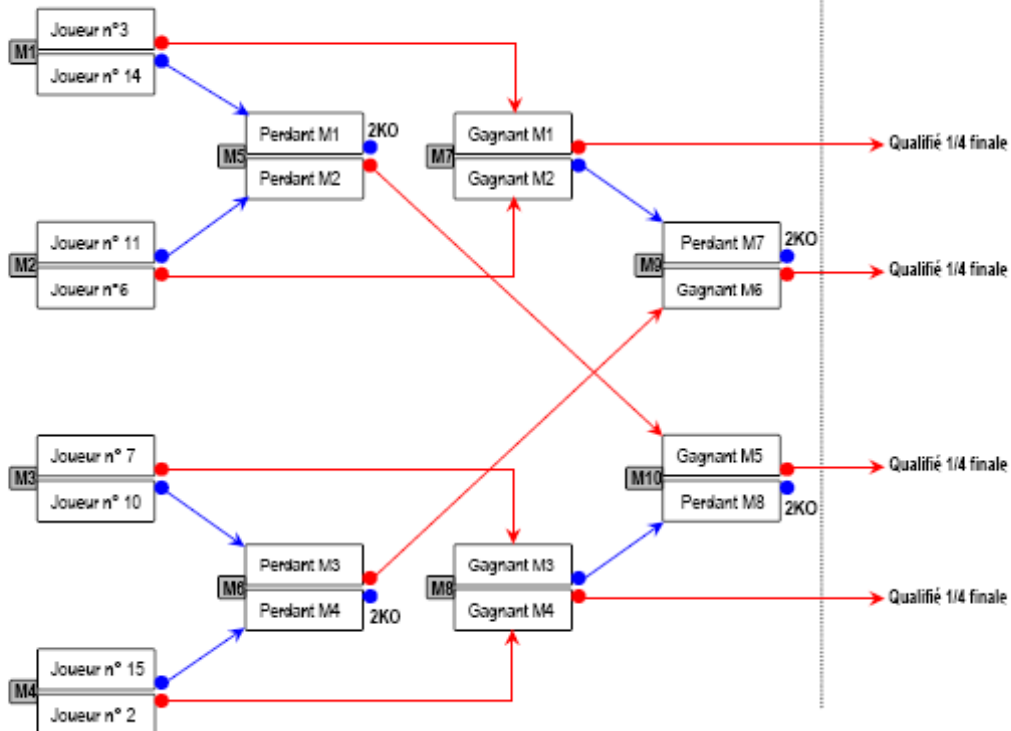 Joueur n°3
M1
Joueur n° 14
Perdant M1
2KO
M5
Perdant M2
Gagnant M1
M7
Gagnant M2
Qualifié 1/4 finale
Joueur n° 11
M2
Joueur n°6
Perdant M7
2KO
M9
Gagnant M6
Qualifié 1/4 finale
Joueur n° 7
M3
Joueur n° 10
Gagnant M5
M10
Perdant M8
2KO
Qualifié 1/4 finale
Perdant M3
M6
Perdant M4
2KO
Gagnant M3
M8
Gagnant M4
Qualifié 1/4 finale
Joueur n° 15
M4
Joueur n° 2